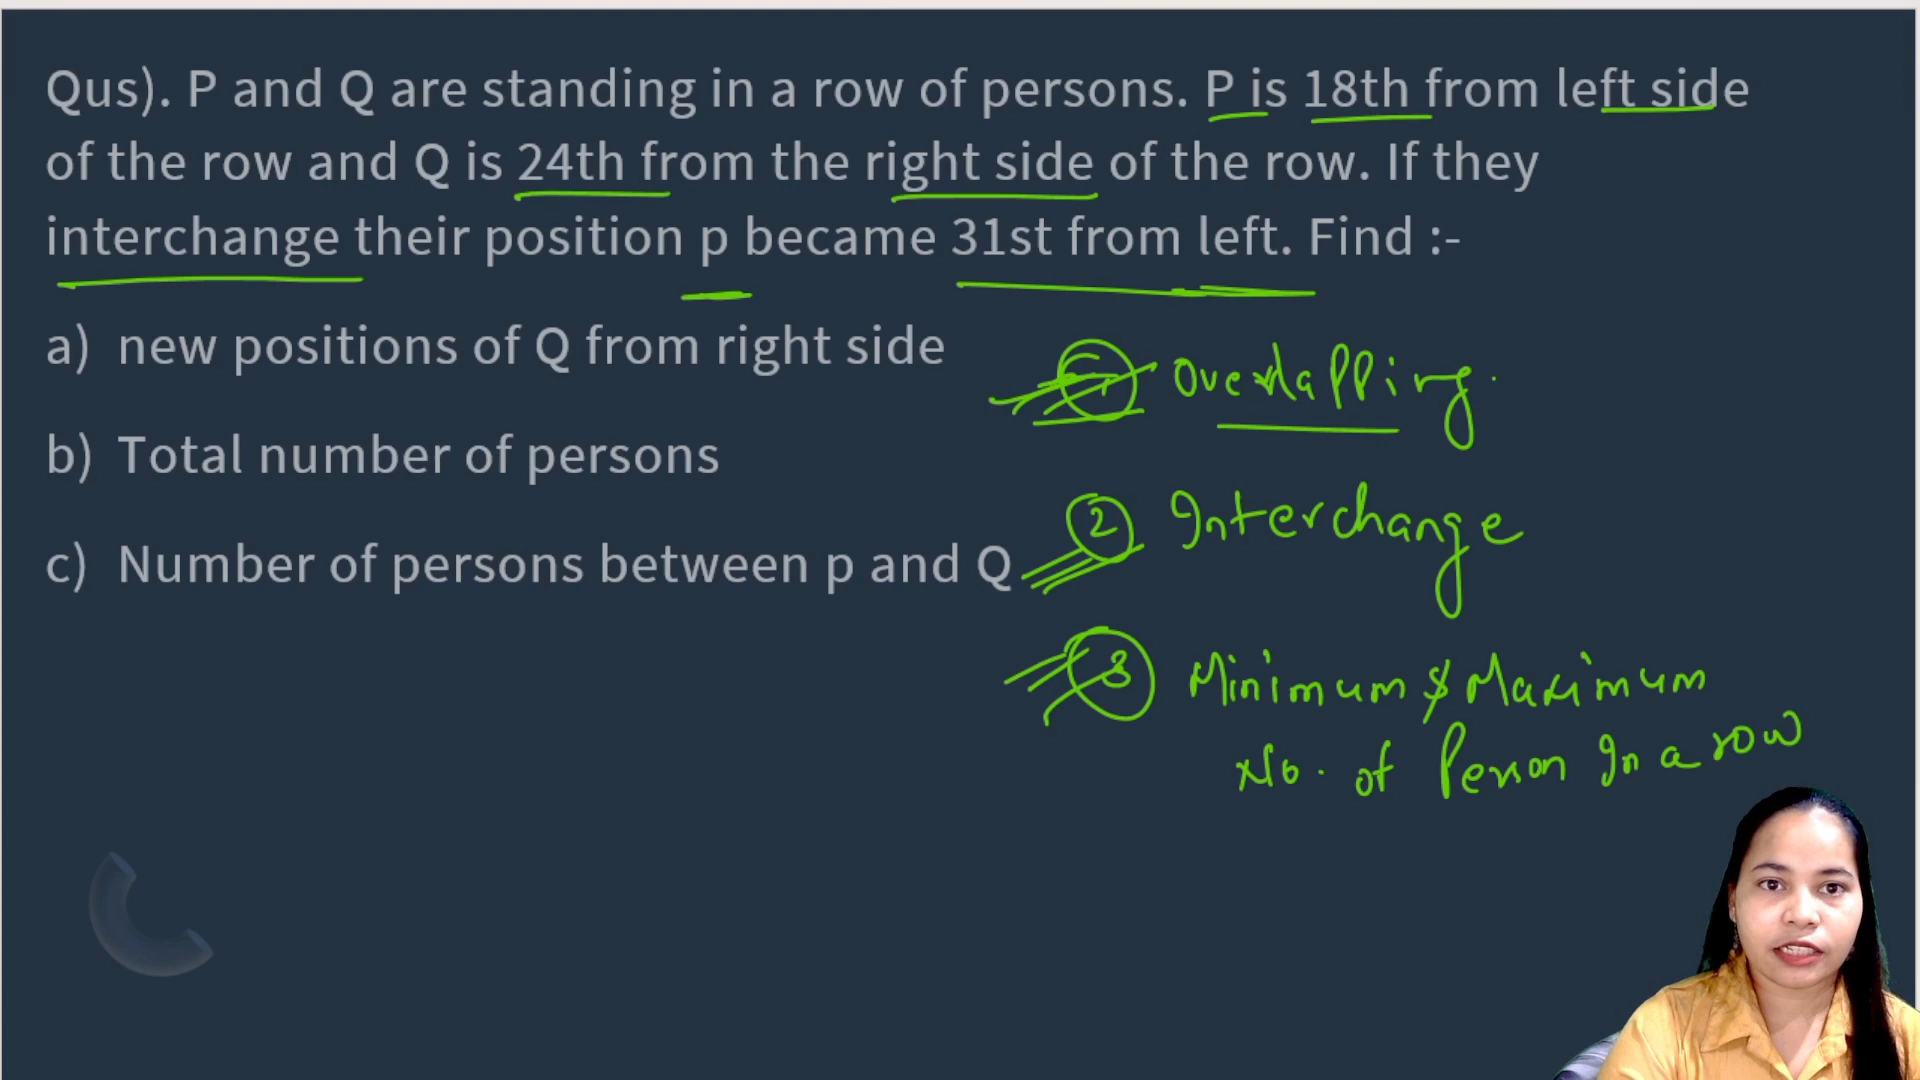 Qus). P and Q are standing in a row of persons. P is 18th from left side
of the row and Q is 24th from the right side of the row. If they
interchange their position p became 31st from left. Find :-
a) new positions of Q from right side
b) Total number of persons
c) Number of persons between p and Q
1 Overlapping.
2 Interchange
3 Minimum & Maximum
No. of Person In a row